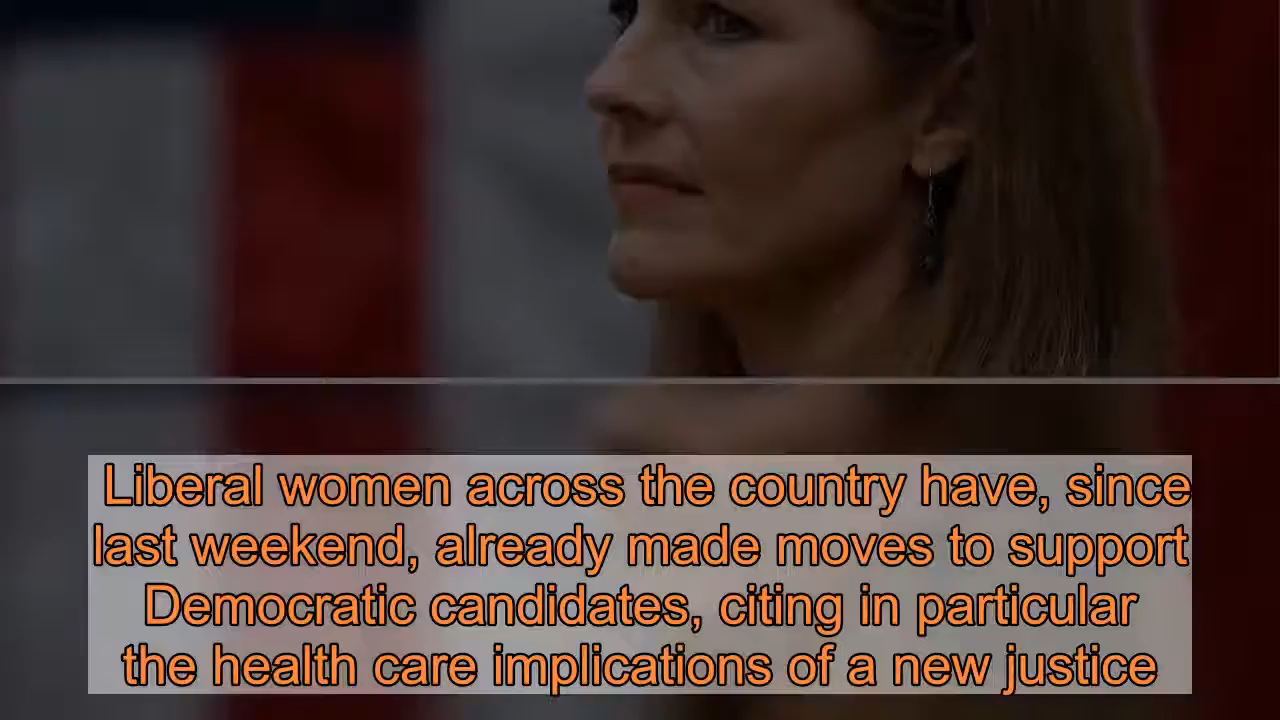 Liberal women across the country have, since
last weekend, already made moves to support
Democratic candidates, citing in particular
the health care implications of a new justice